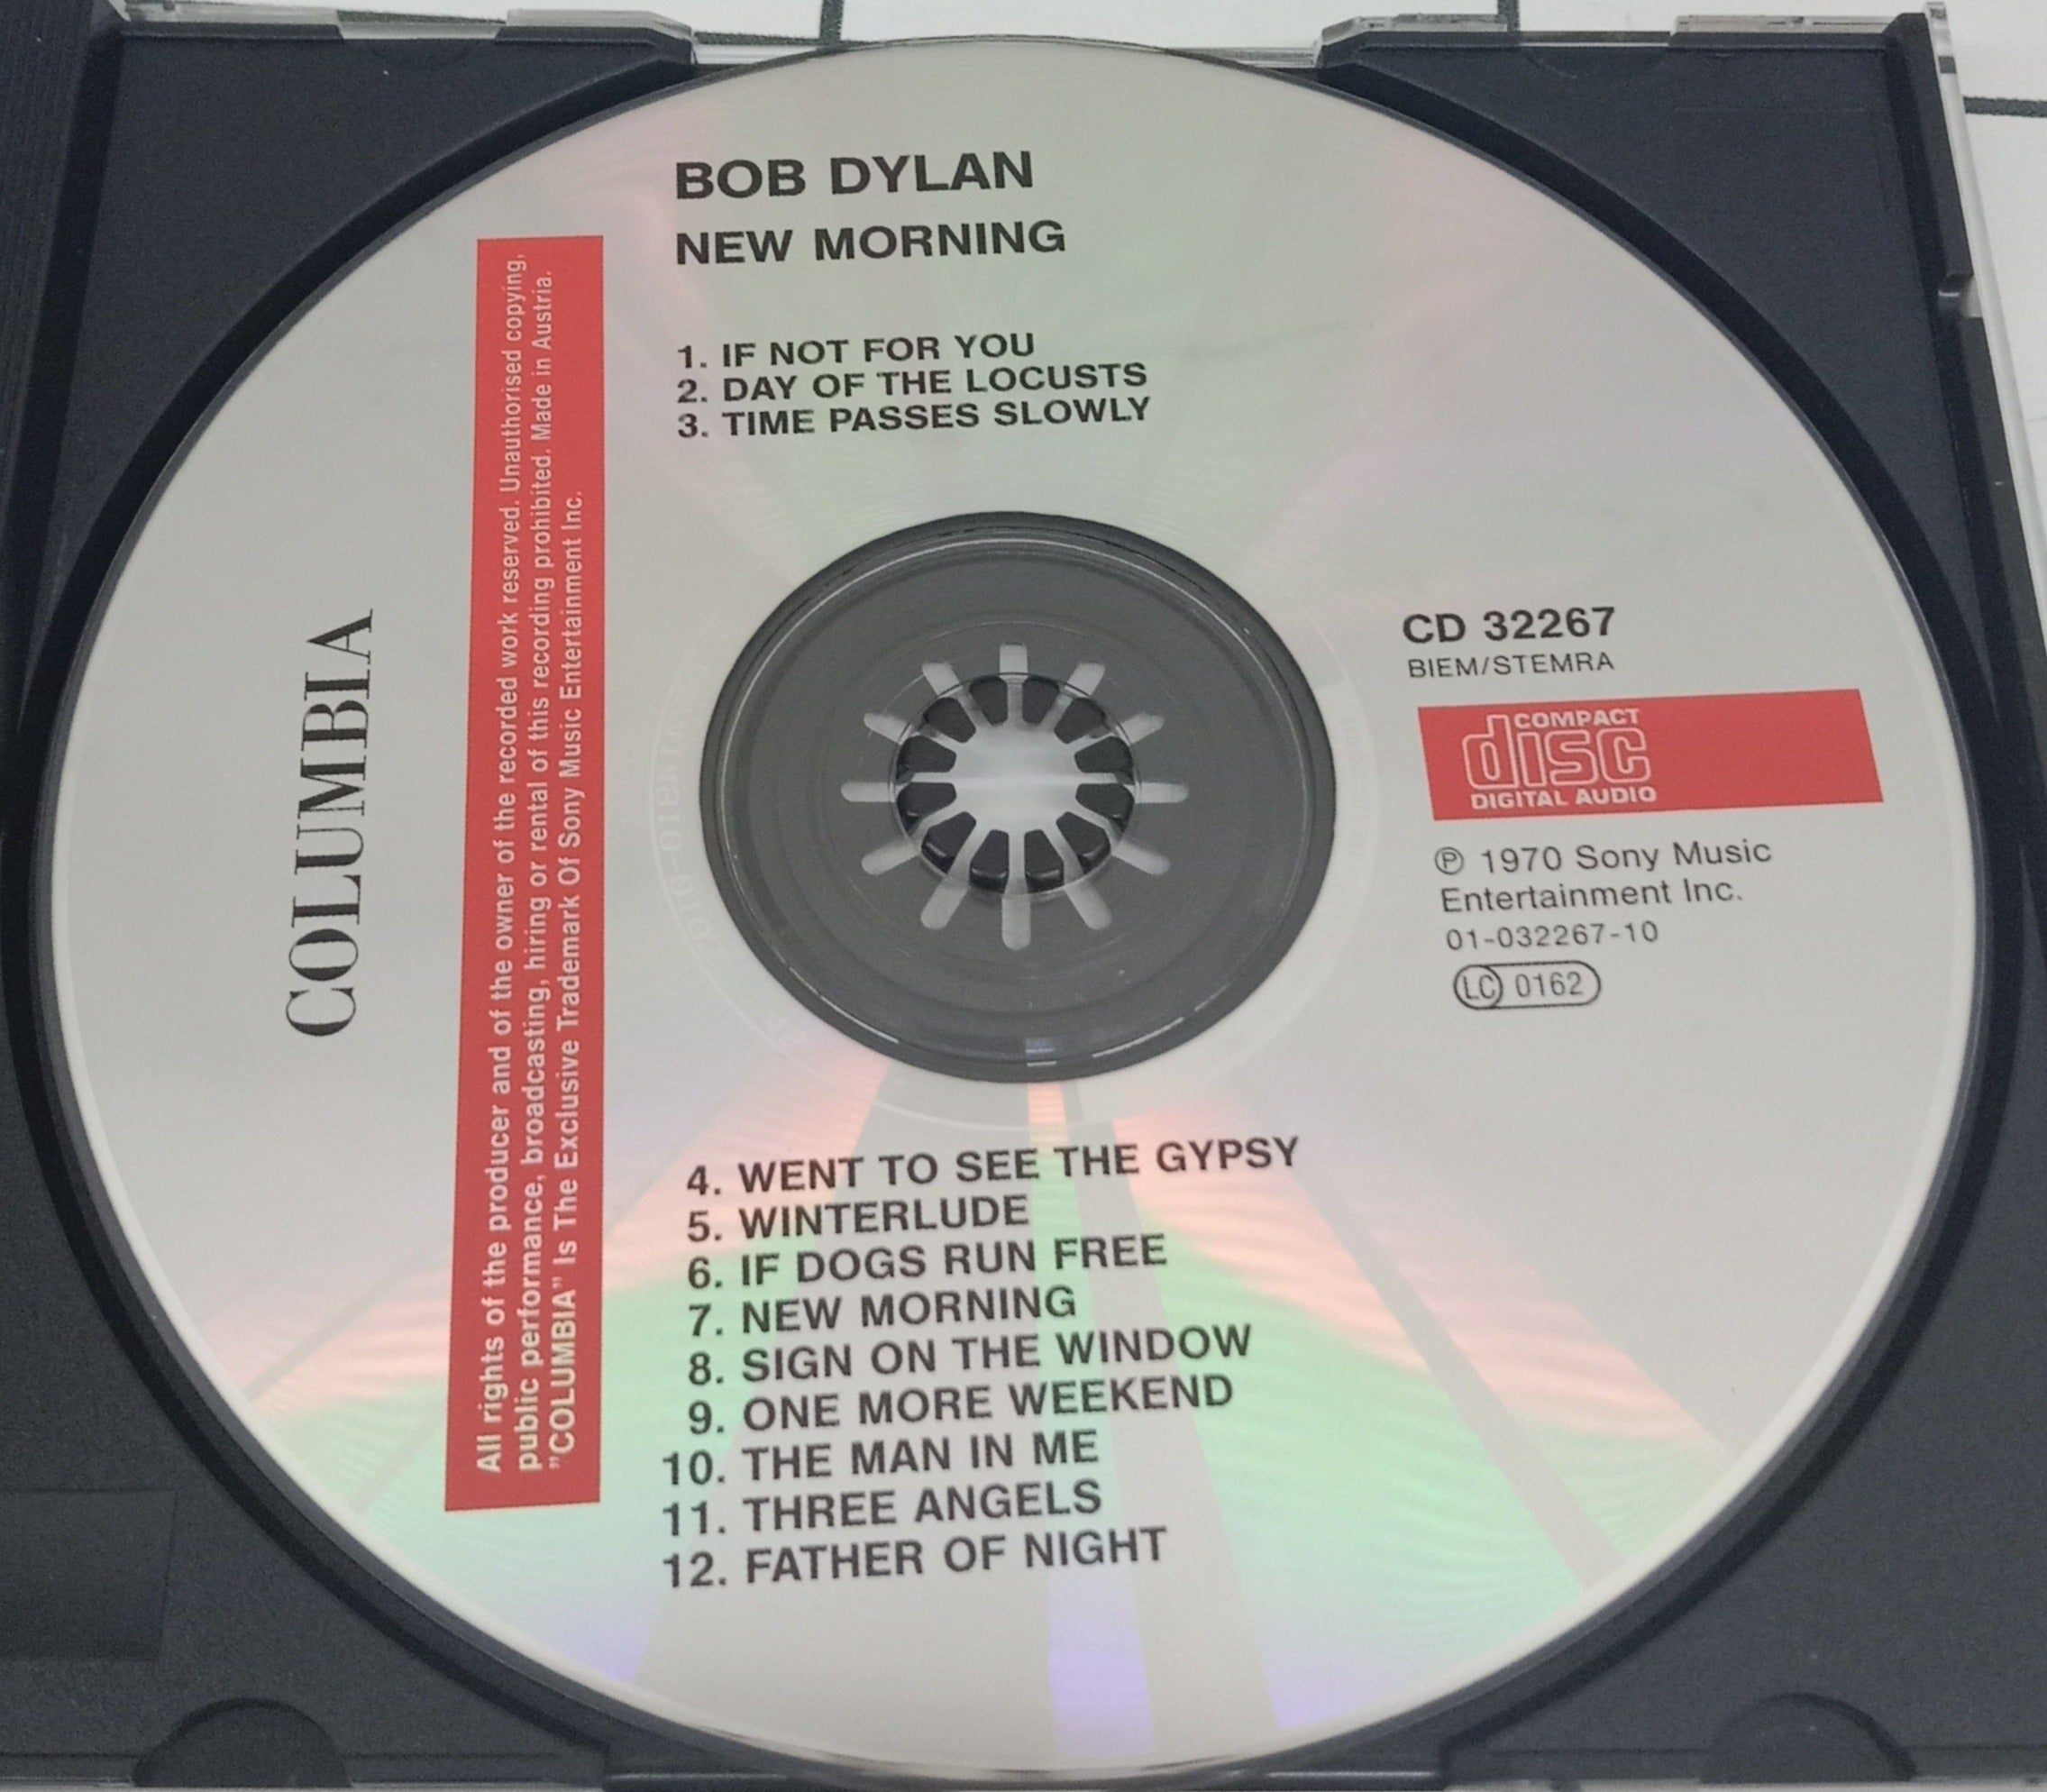 BOB DYLAN
NEW MORNING
1. IF NOT FOR YOU
2. DAY OF THE LOCUSTS
3. TIME PASSES SLOWLY
COLUMBIA
All rights of the producer and of the owner of the recorded work reserved. Unauthorised copying,
public performance, broadcasting, hiring or rental of this recording prohibited. Made in Austria.
"COLUMBIA" Is The Exclusive Trademark Of Sony Music Entertainment Inc.
CD 32267
BIEM/STEMRA
COMPACT
disc
DIGITAL AUDIO
℗ 1970 Sony Music
Entertainment Inc.
01-032267-10
LC 0162
4. WENT TO SEE THE GYPSY
5. WINTERLUDE
6. IF DOGS RUN FREE
7. NEW MORNING
8. SIGN ON THE WINDOW
9. ONE MORE WEEKEND
10. THE MAN IN ME
11. THREE ANGELS
12. FATHER OF NIGHT